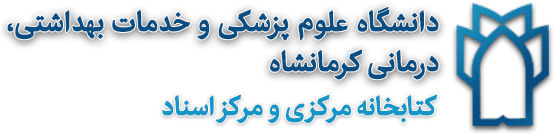 دانشگاه علوم پزشکی و خدمات بهداشتی،
درمانی کرمانشاه
کتابخانه مرکزی و مرکز اسناد